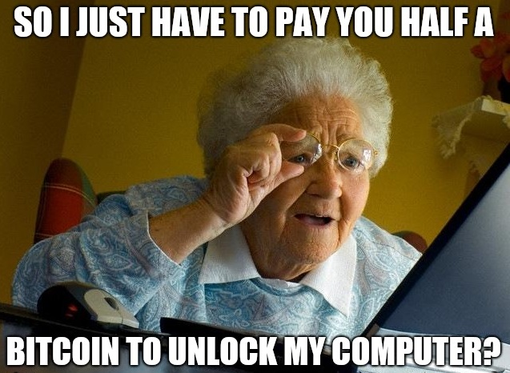 SO I JUST HAVE TO PAY YOU HALF A
BITCOIN TO UNLOCK MY COMPUTER?